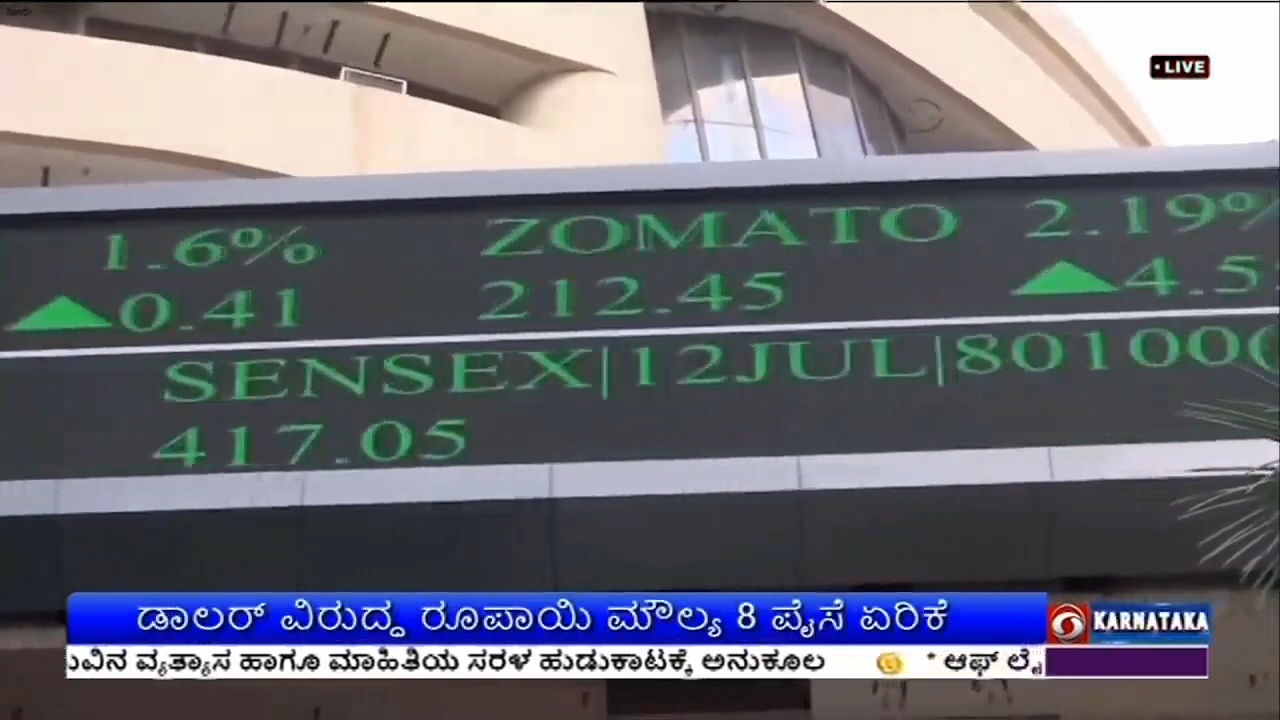 • LIVE
1.6% ZOMATO 2.19%
▲0.41 212.45 ▲4.5
SENSEX|12JUL|80100
417.05
ಡಾಲರ್ ವಿರುದ್ಧ ರೂಪಾಯಿ ಮೌಲ್ಯ 8 ಪೈಸೆ ಏರಿಕೆ
KARNATAKA
ವ್ಯತ್ಯಾಸ ಹಾಗೂ ಮಾಹಿತಿಯ ಸರಳ ಹುಡುಕಾಟಕ್ಕೆ ಅನುಕೂಲ * ಆಫ್